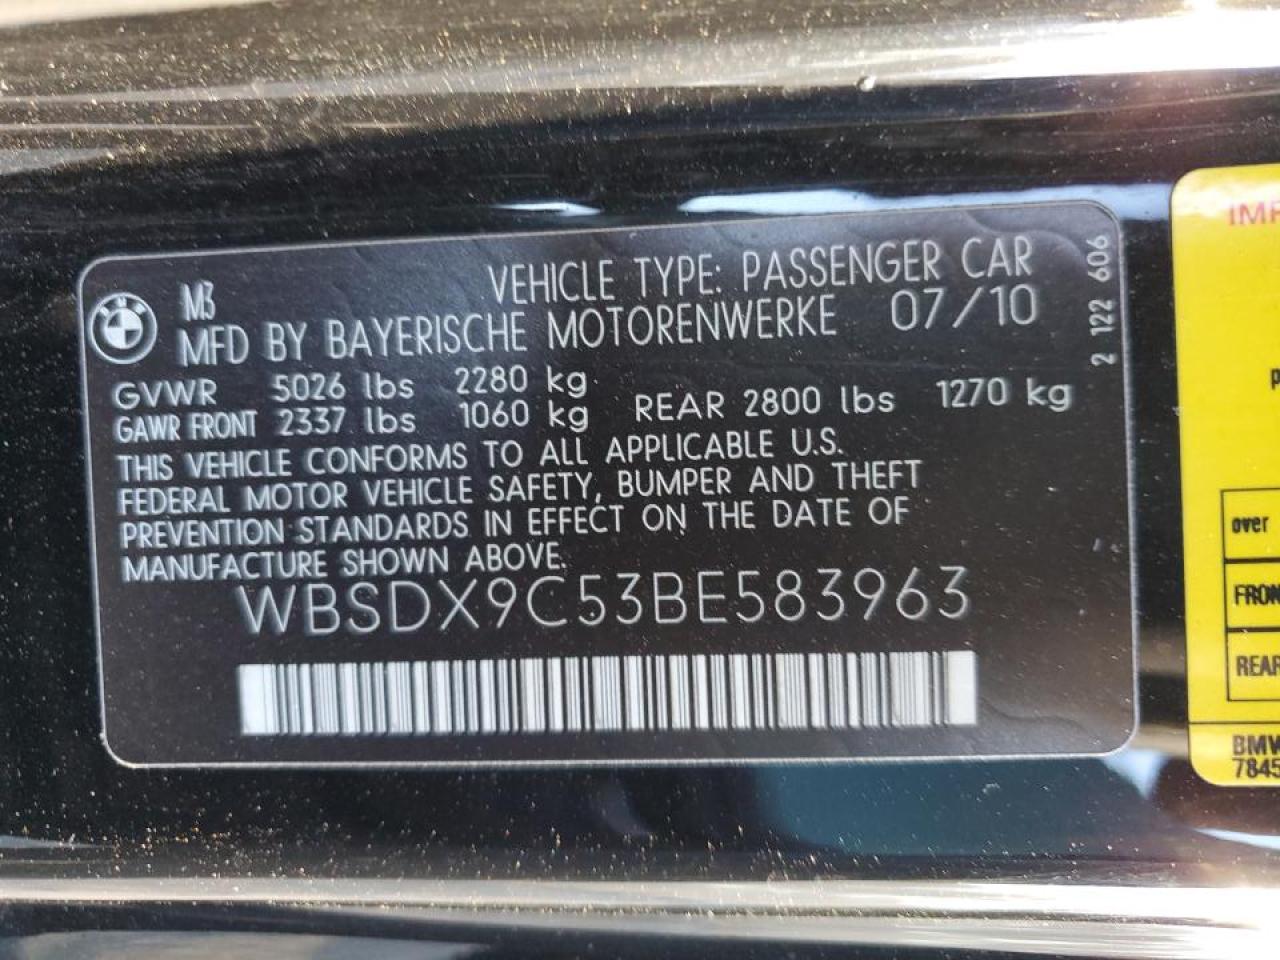 M3
VEHICLE TYPE: PASSENGER CAR
MFD BY BAYERISCHE MOTORENWERKE 07/10
GVWR 5026 lbs 2280 kg
GAWR FRONT 2337 lbs 1060 kg REAR 2800 lbs 1270 kg
THIS VEHICLE CONFORMS TO ALL APPLICABLE U.S.
FEDERAL MOTOR VEHICLE SAFETY, BUMPER AND THEFT
PREVENTION STANDARDS IN EFFECT ON THE DATE OF
MANUFACTURE SHOWN ABOVE.
WBSDX9C53BE583963
2 122 606
over
FRON
REAR
BMW
7845